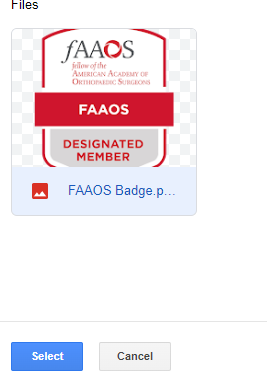 Files
fAAOS
fellow of the
AMERICAN ACADEMY OF
ORTHOPAEDIC SURGEONS
FAAOS
DESIGNATED
MEMBER
FAAOS Badge.p...
Select Cancel